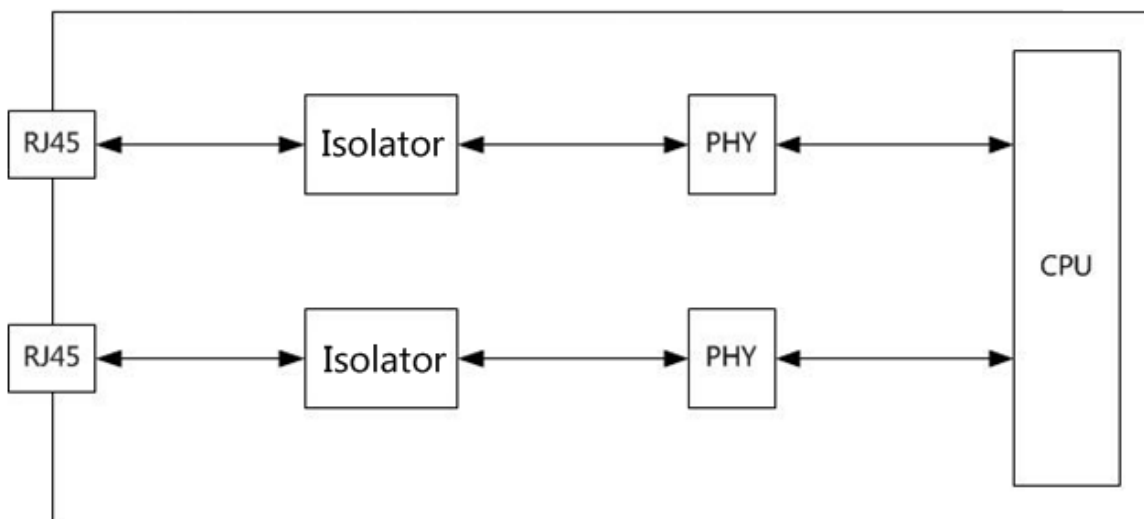 RJ45
Isolator
PHY
CPU
RJ45
Isolator
PHY